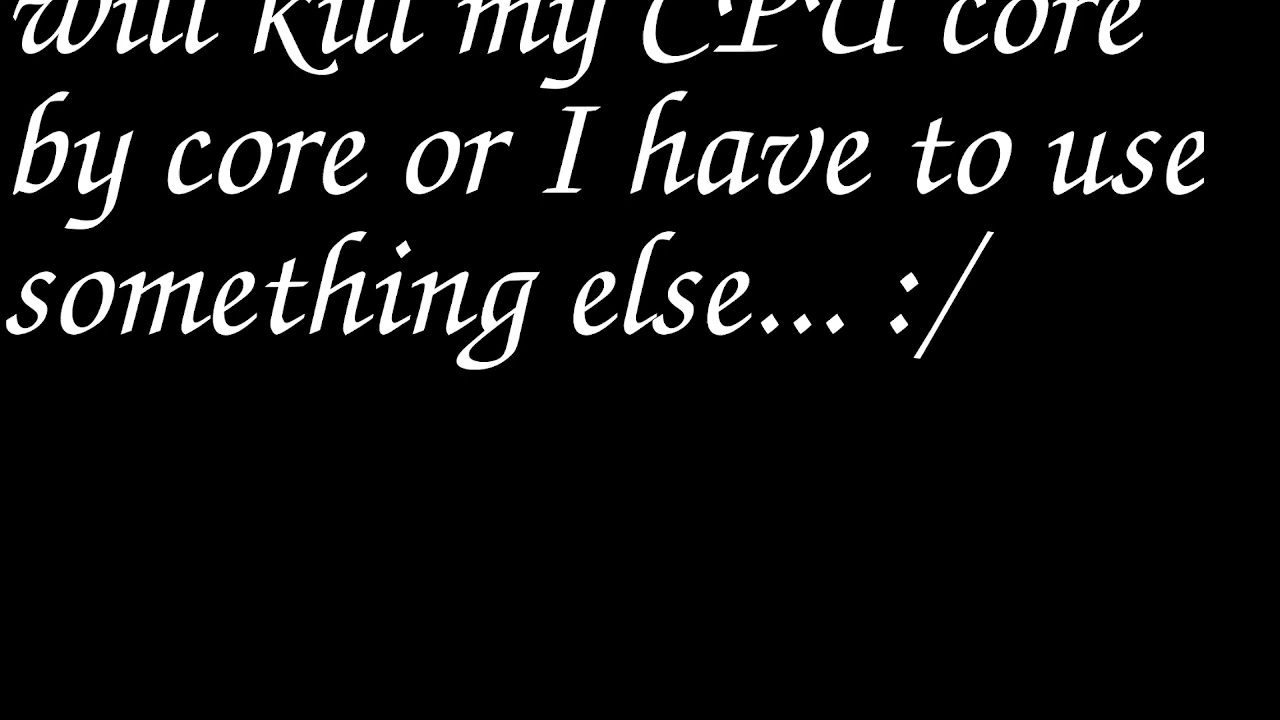 will kill my CPU core
by core or I have to use
something else... :/